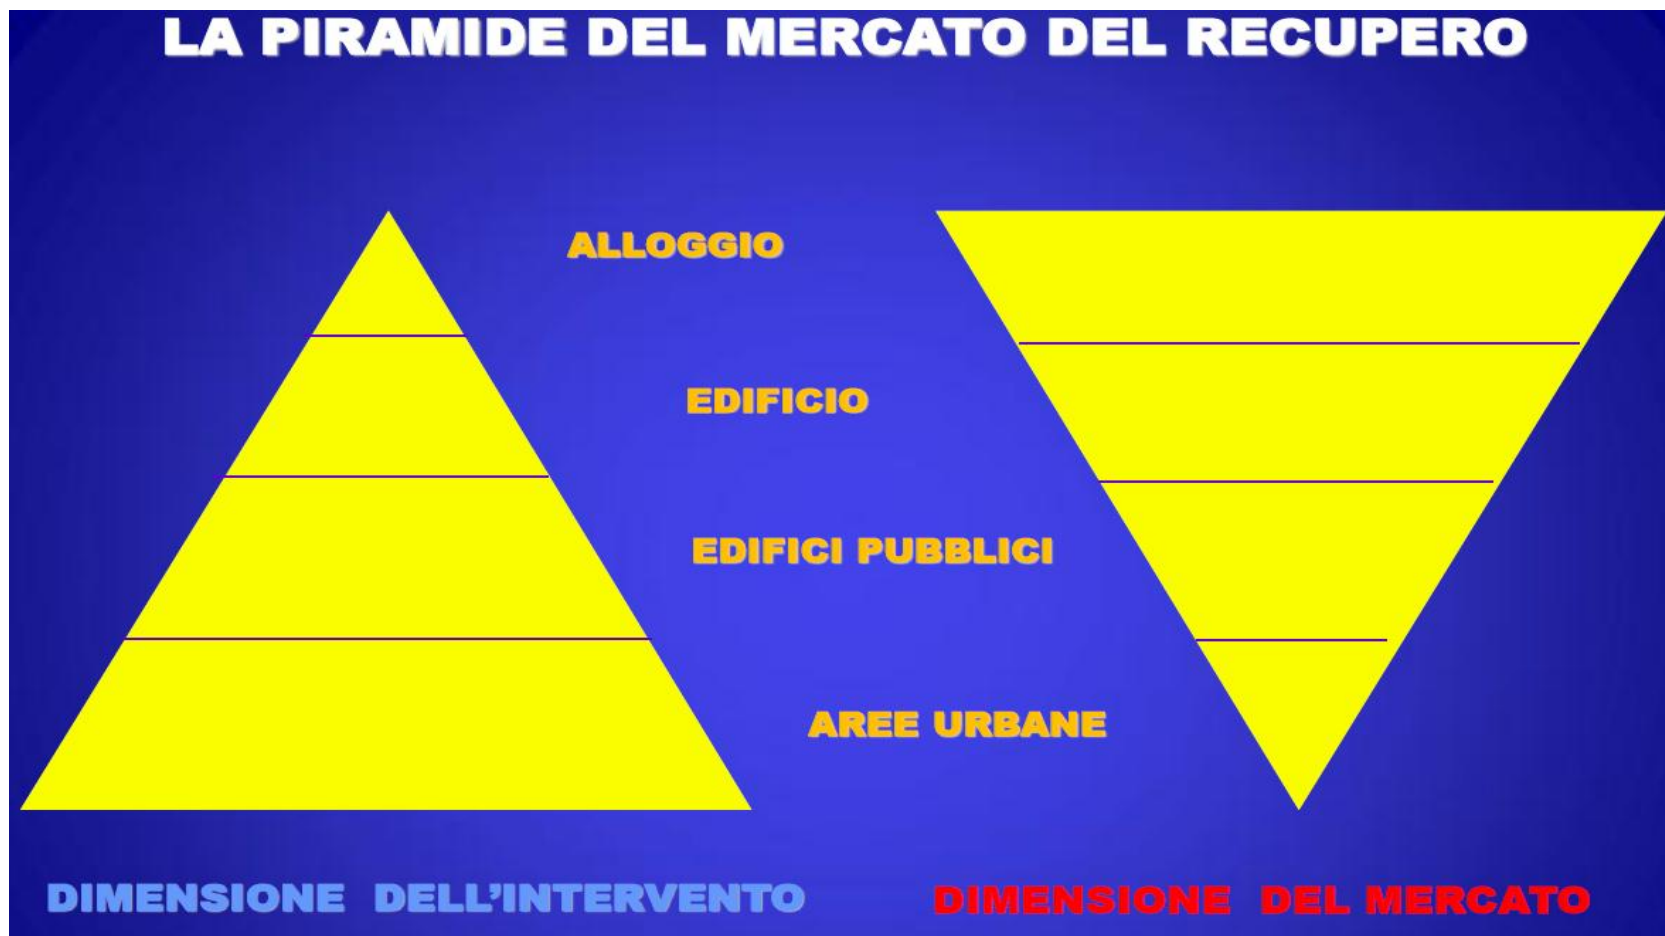 LA PIRAMIDE DEL MERCATO DEL RECUPERO
ALLOGGIO
EDIFICIO
EDIFICI PUBBLICI
AREE URBANE
DIMENSIONE DELL’INTERVENTO
DIMENSIONE DEL MERCATO